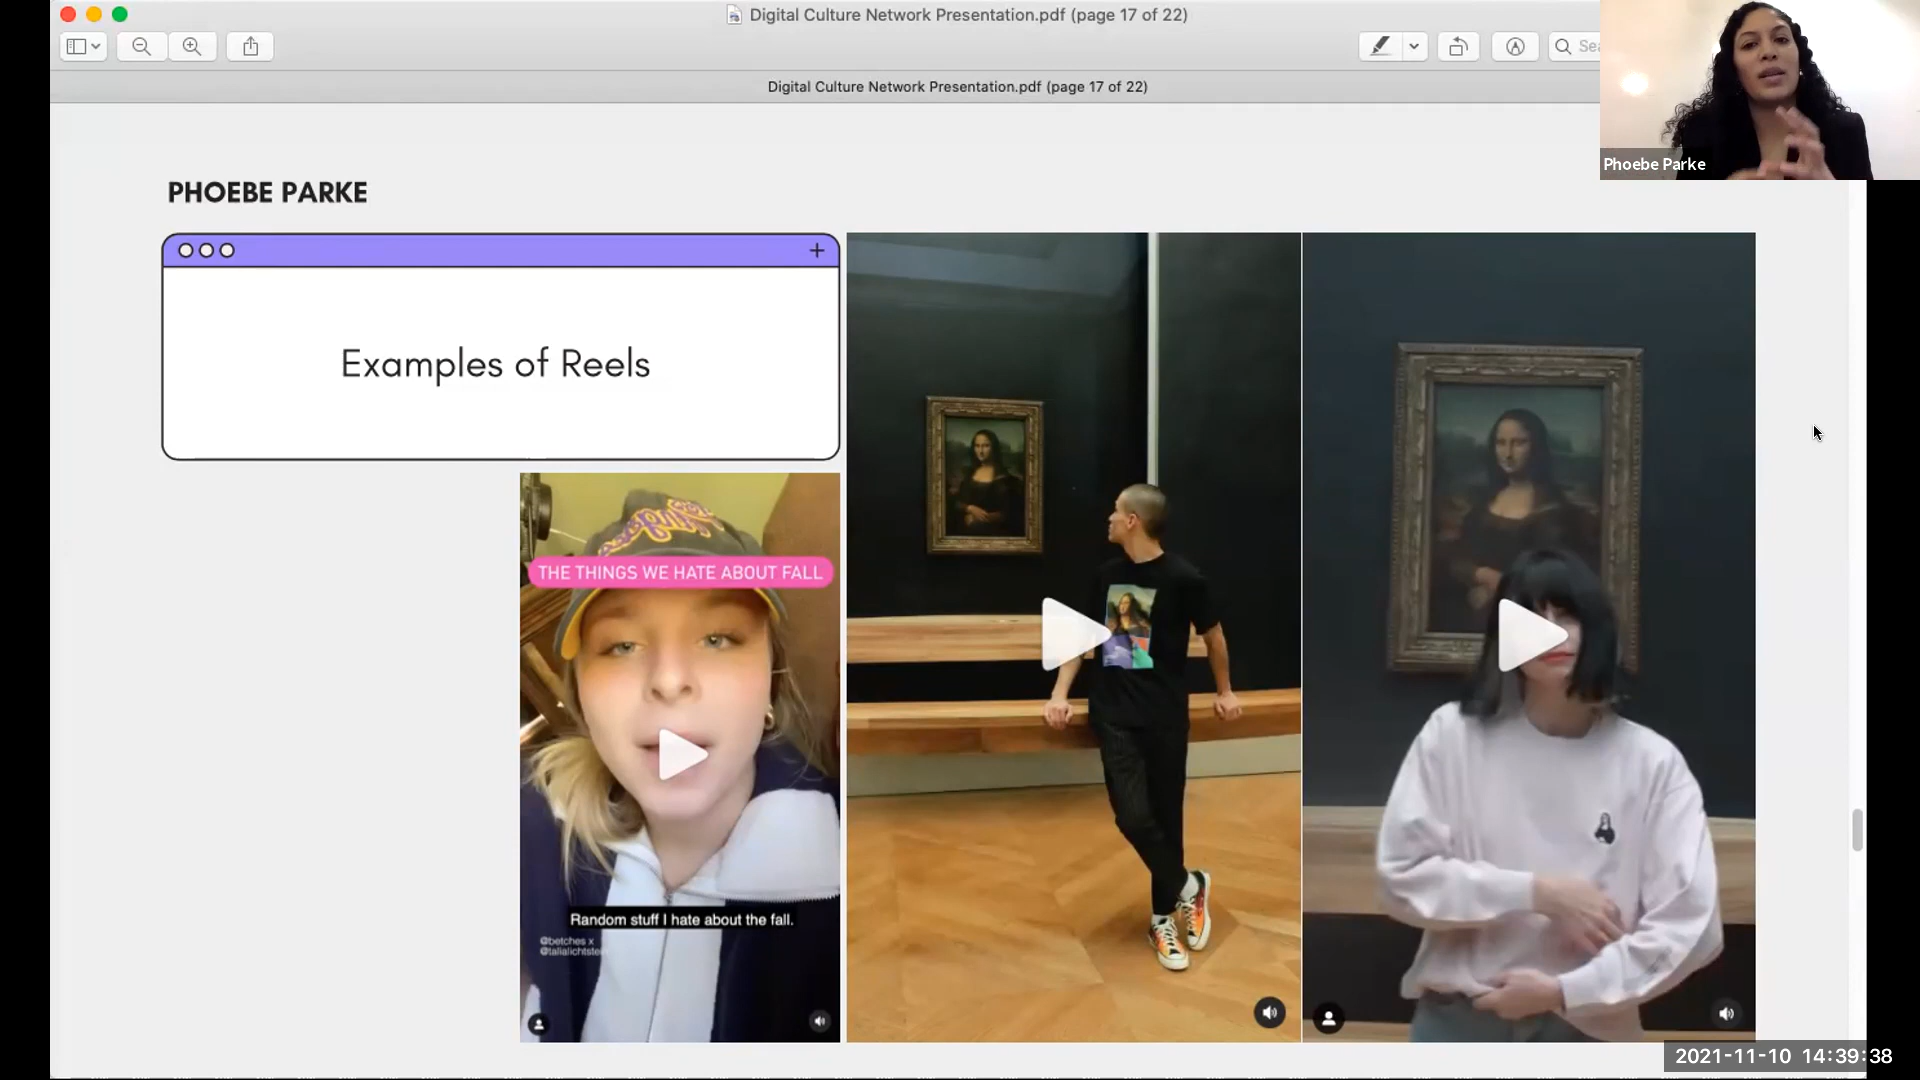 Digital Culture Network Presentation.pdf (page 17 of 22)
Digital Culture Network Presentation.pdf (page 17 of 22)
Phoebe Parke
PHOEBE PARKE
Examples of Reels
THE THINGS WE HATE ABOUT FALL
Random stuff I hate about the fall.
@betches x
2021-11-10 14:39:38